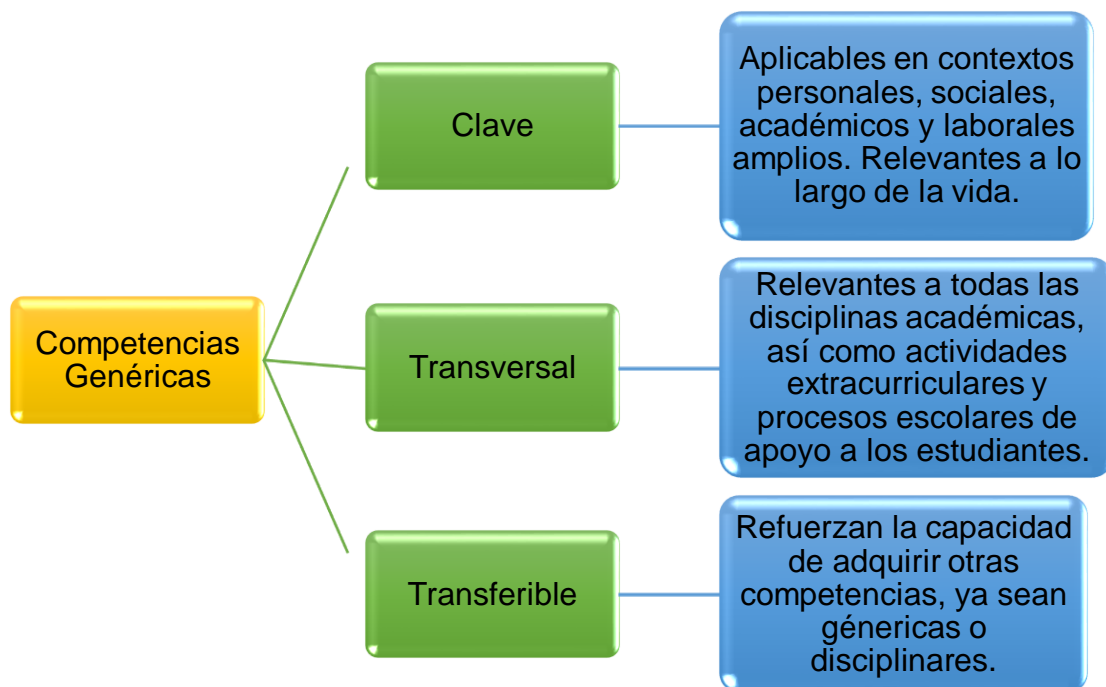 Competencias
Genéricas
Clave
Aplicables en contextos
personales, sociales,
académicos y laborales
amplios. Relevantes a lo
largo de la vida.
Transversal
Relevantes a todas las
disciplinas académicas,
así como actividades
extracurriculares y
procesos escolares de
apoyo a los estudiantes.
Transferible
Refuerzan la capacidad
de adquirir otras
competencias, ya sean
génericas o
disciplinares.